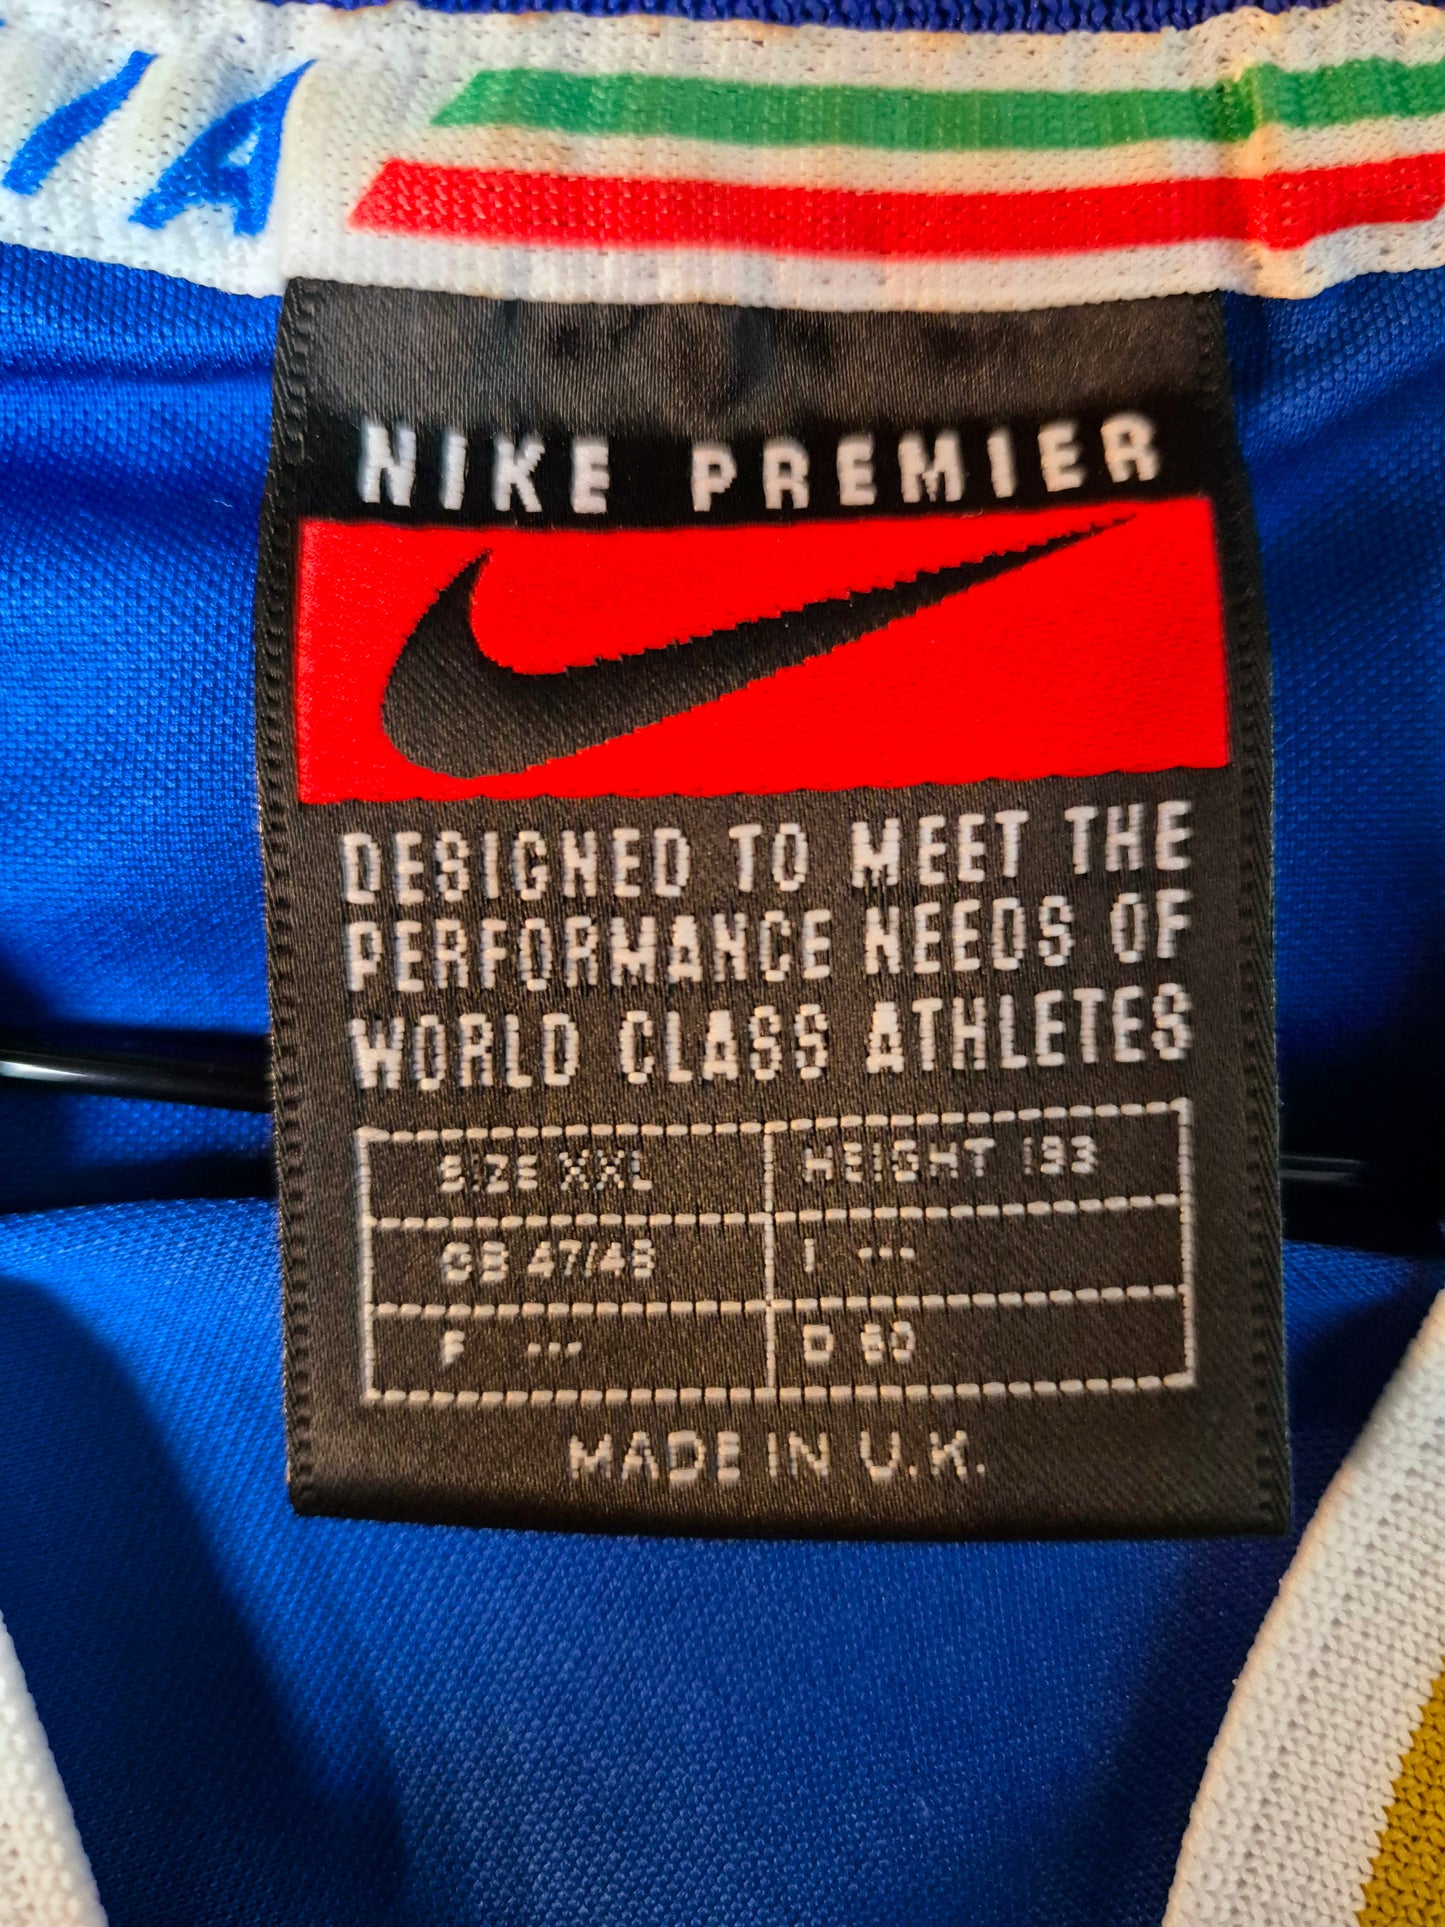 IA
NIKE PREMIER
DESIGNED TO MEET THE
PERFORMANCE NEEDS OF
WORLD CLASS ATHLETES
SIZE XXL HEIGHT 193
GB 47/48 I ---
F --- D 60
MADE IN U.K.